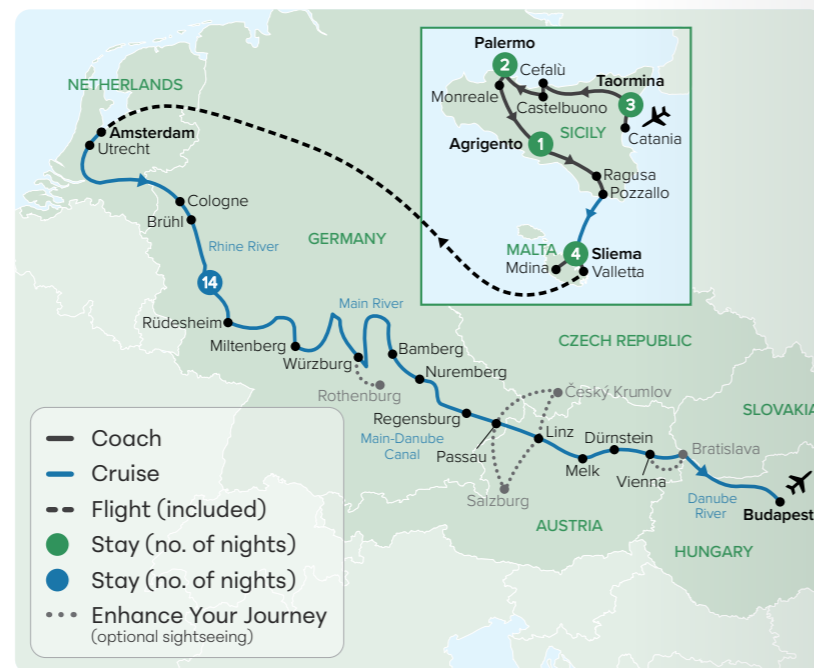 NETHERLANDS
Amsterdam
Utrecht
Cologne
Brühl
Rhine River
GERMANY
14
Rüdesheim
Miltenberg
Main River
Würzburg
Rothenburg
Bamberg
Nuremberg
Regensburg
Main-Danube
Canal
Passau
Český Krumlov
CZECH REPUBLIC
Linz
Salzburg
Melk
Dürnstein
Vienna
Bratislava
SLOVAKIA
Danube
River
Budapest
AUSTRIA
HUNGARY
Palermo
2
Cefalù
Taormina
3
Monreale
Castelbuono
Catania
SICILY
Agrigento
1
Ragusa
Pozzallo
MALTA
4
Sliema
Mdina
Valletta
Coach
Cruise
Flight (included)
Stay (no. of nights)
Stay (no. of nights)
Enhance Your Journey
(optional sightseeing)